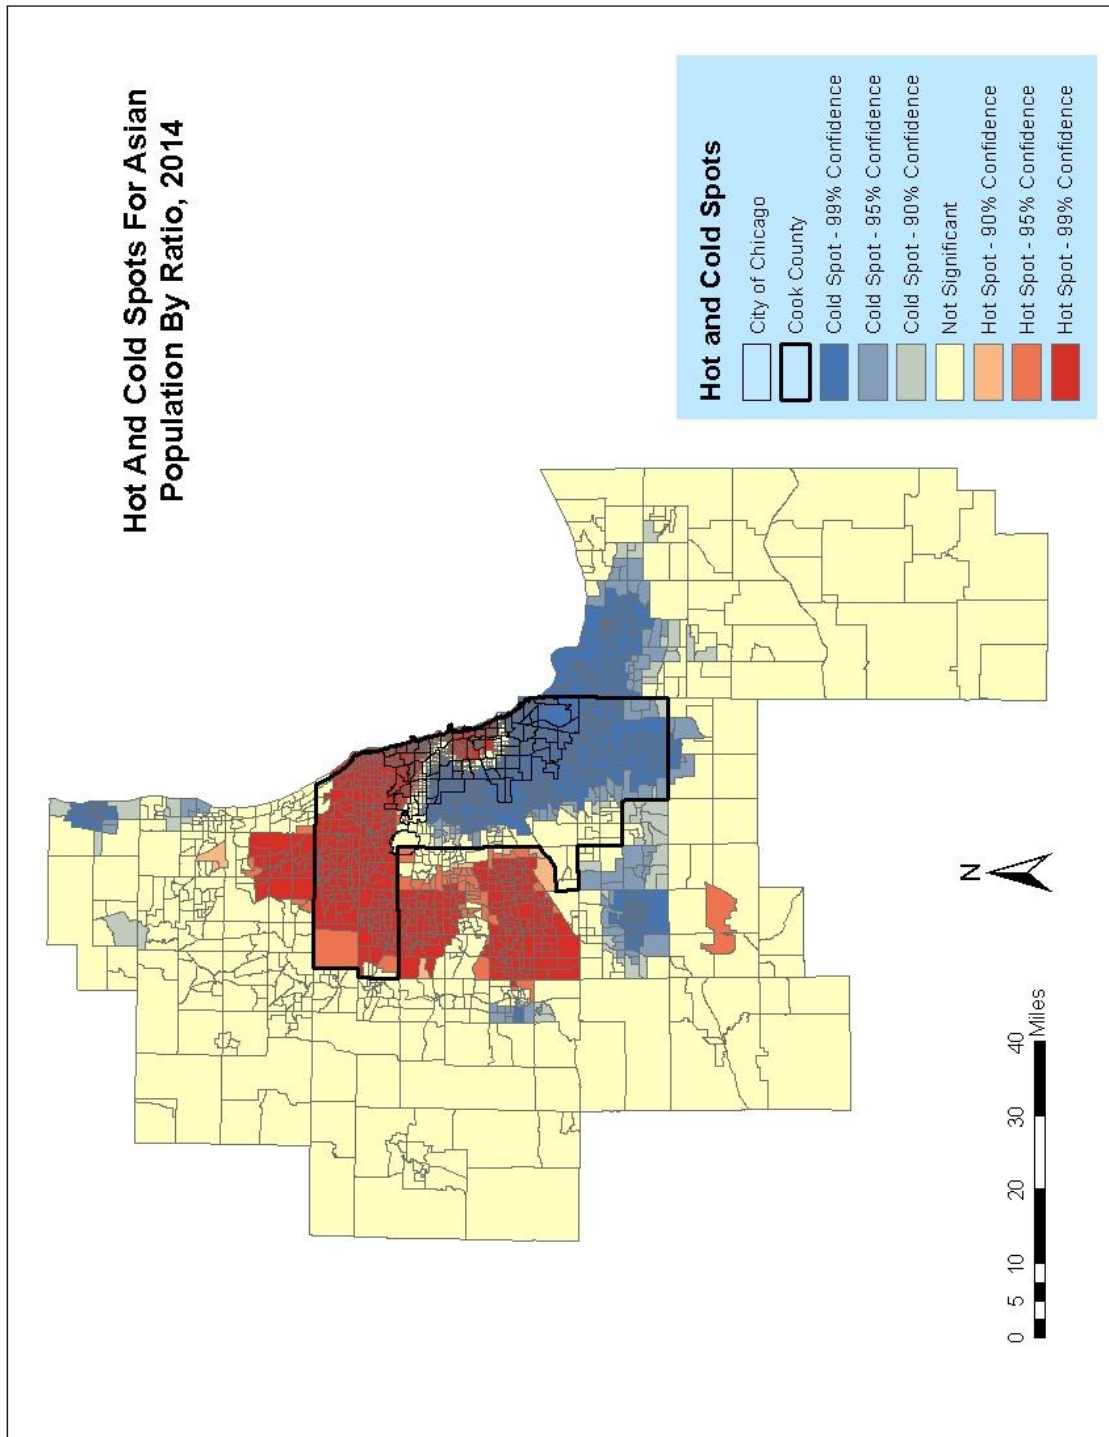 Hot And Cold Spots For Asian
Population By Ratio, 2014
Hot and Cold Spots
City of Chicago
Cook County
Cold Spot - 99% Confidence
Cold Spot - 95% Confidence
Cold Spot - 90% Confidence
Not Significant
Hot Spot - 90% Confidence
Hot Spot - 95% Confidence
Hot Spot - 99% Confidence
N
0 5 10 20 30 40
Miles